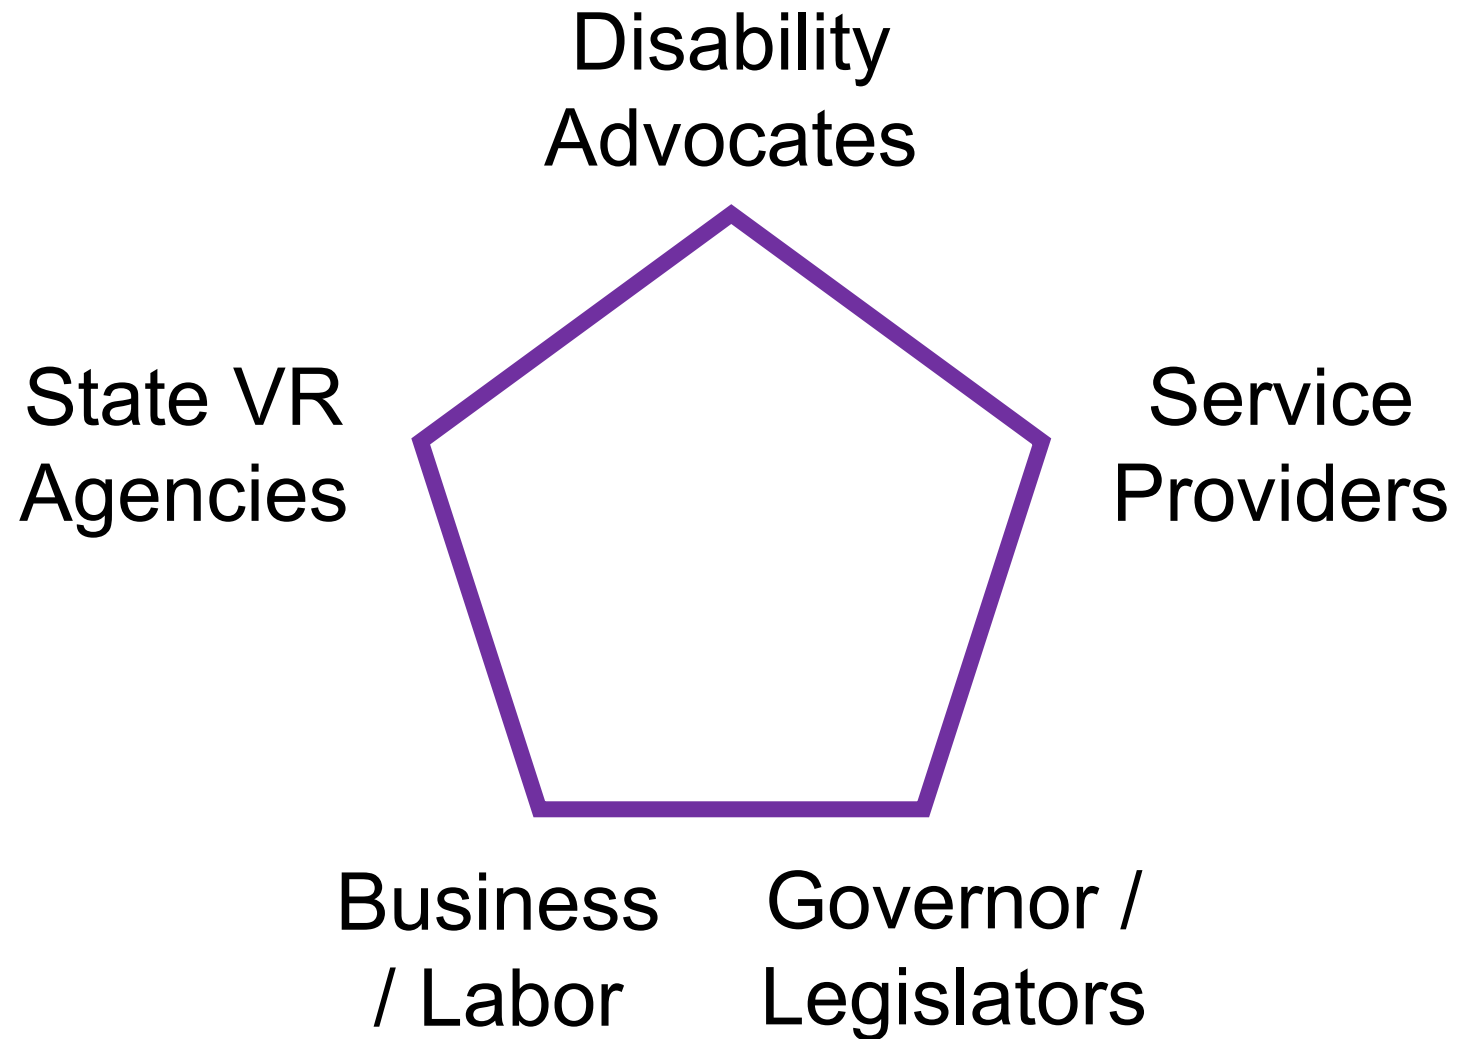 Disability
Advocates
State VR
Agencies
Service
Providers
Business
/ Labor
Governor /
Legislators